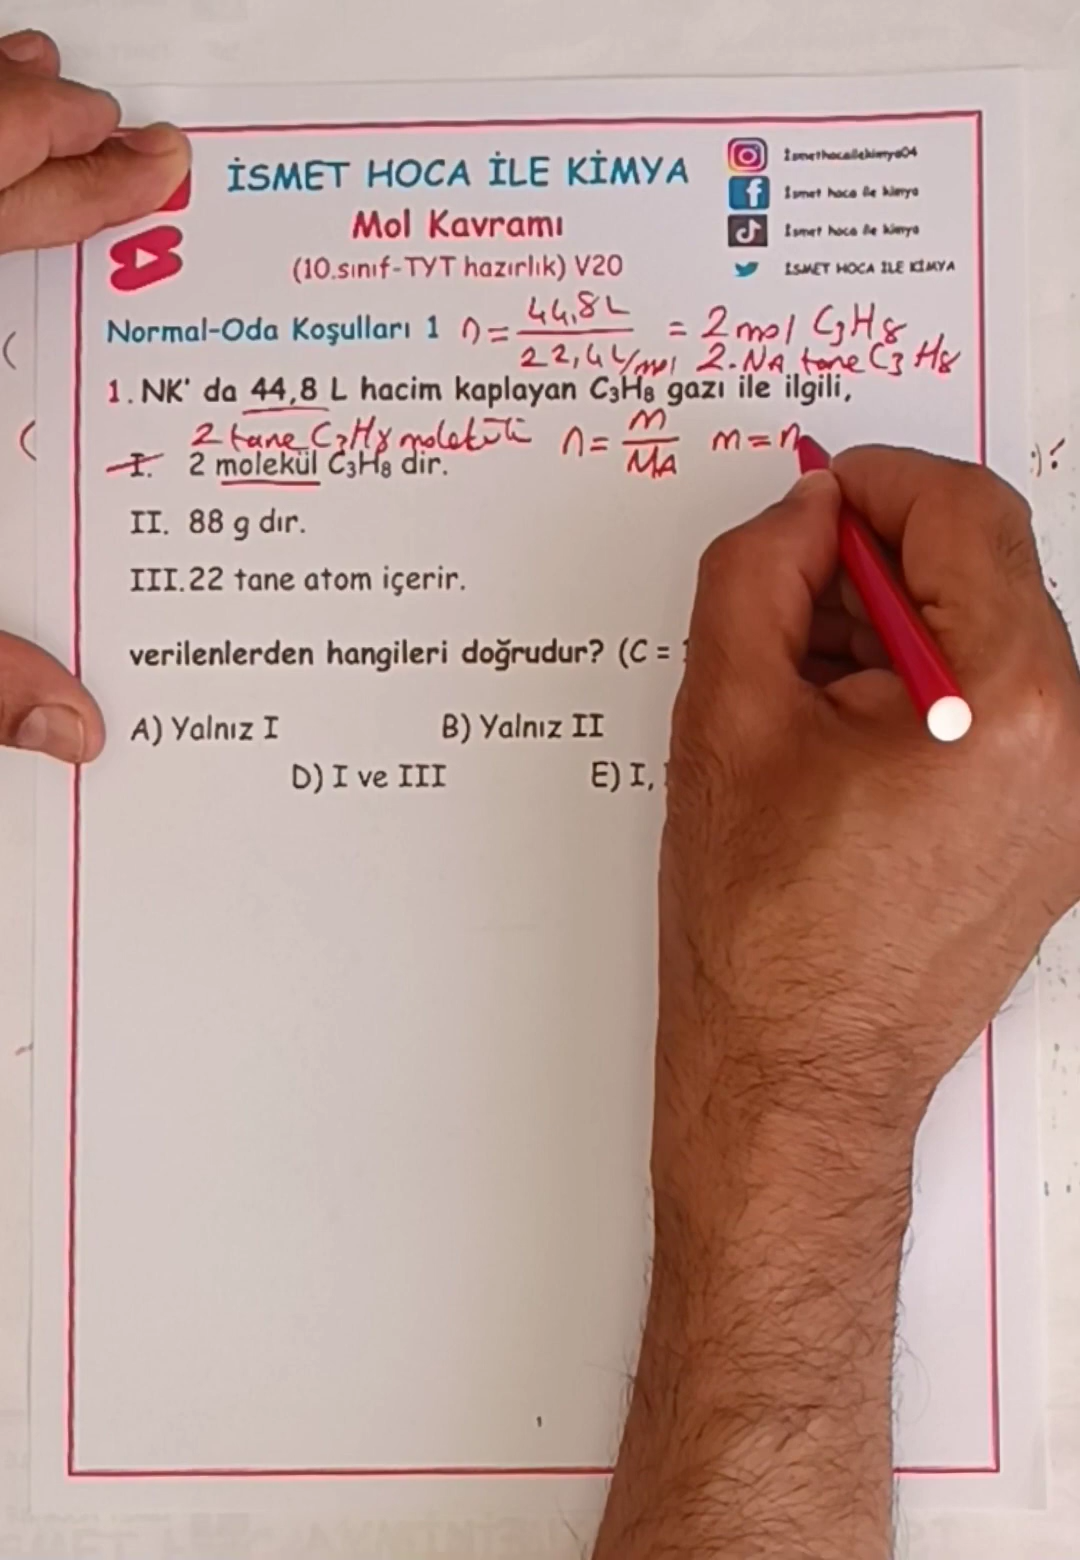 İSMET HOCA İLE KİMYA
Mol Kavramı
(10.sınıf-TYT hazırlık) V20
İsmethocailekimya04
İsmet hoca ile kimya
İsmet hoca ile kimya
İSMET HOCA İLE KİMYA
Normal-Oda Koşulları 1 n = 44,8 L / 22,4 L/mol = 2 mol C3H8
2.NA tane C3H8
1. NK' da 44,8 L hacim kaplayan C₃H₈ gazı ile ilgili,
2 tane C3H8 molekülü n = m / MA m = n
I. 2 molekül C₃H₈ dir.
II. 88 g dır.
III. 22 tane atom içerir.
verilenlerden hangileri doğrudur? (C =
A) Yalnız I B) Yalnız II
D) I ve III E) I,
1